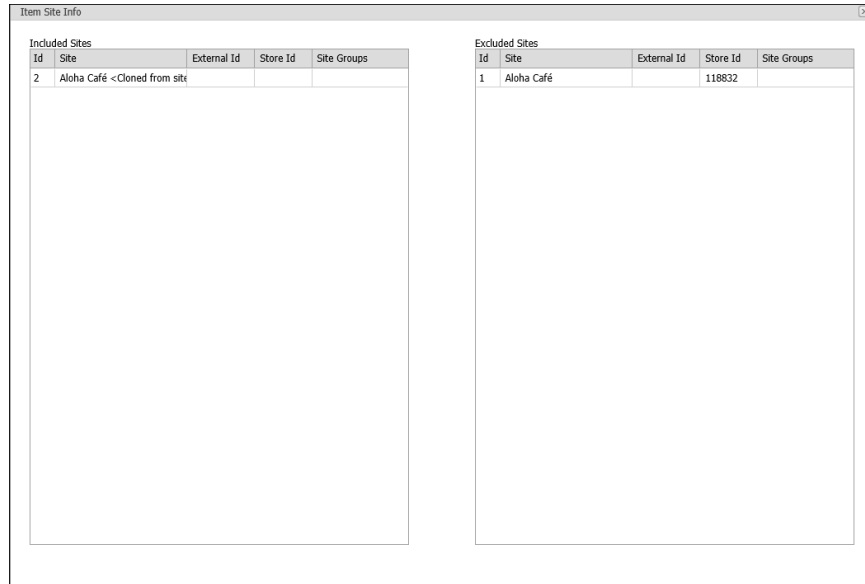 Item Site Info
Included Sites
Id Site External Id Store Id Site Groups
2 Aloha Café <Cloned from site
Excluded Sites
Id Site External Id Store Id Site Groups
1 Aloha Café 118832